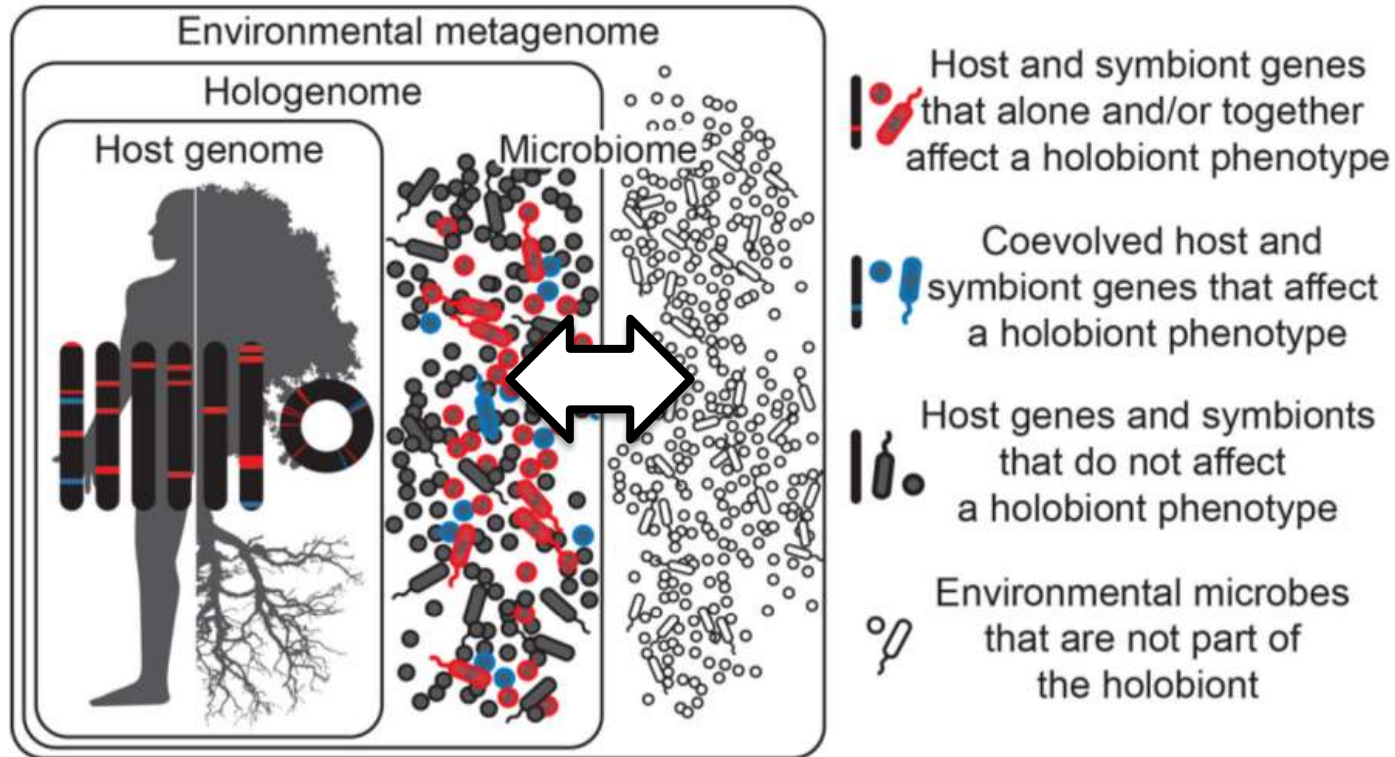 Environmental metagenome
Hologenome
Host genome
Microbiome
Host and symbiont genes
that alone and/or together
affect a holobiont phenotype
Coevolved host and
symbiont genes that affect
a holobiont phenotype
Host genes and symbionts
that do not affect
a holobiont phenotype
Environmental microbes
that are not part of
the holobiont